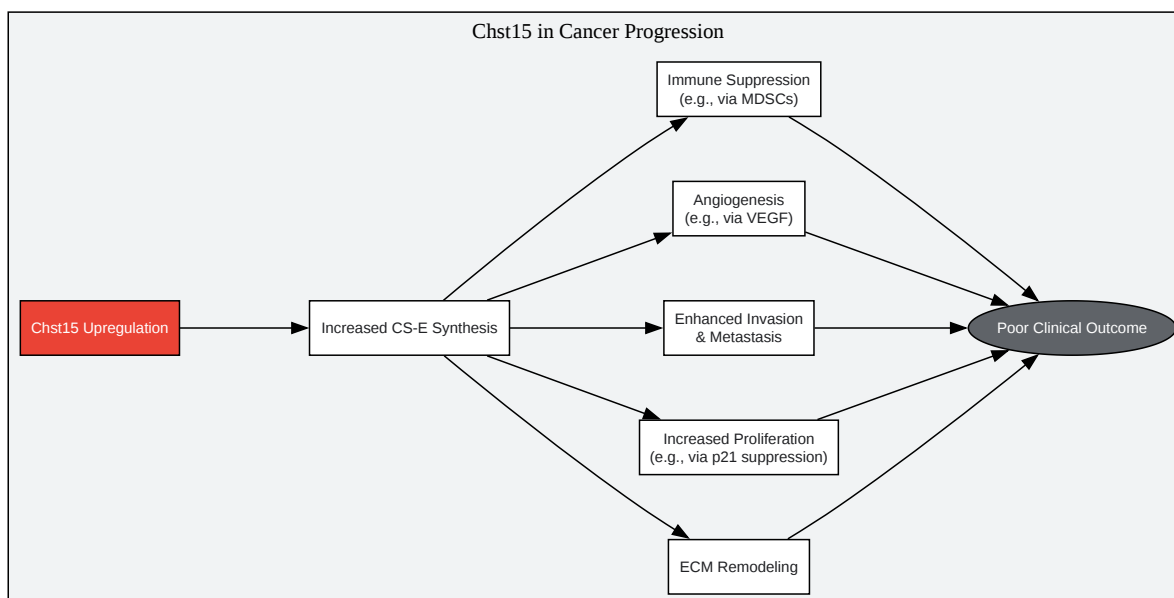 Chst15 in Cancer Progression
Immune Suppression
(e.g., via MDSCs)
Angiogenesis
(e.g., via VEGF)
Chst15 Upregulation
Increased CS-E Synthesis
Enhanced Invasion
& Metastasis
Poor Clinical Outcome
Increased Proliferation
(e.g., via p21 suppression)
ECM Remodeling